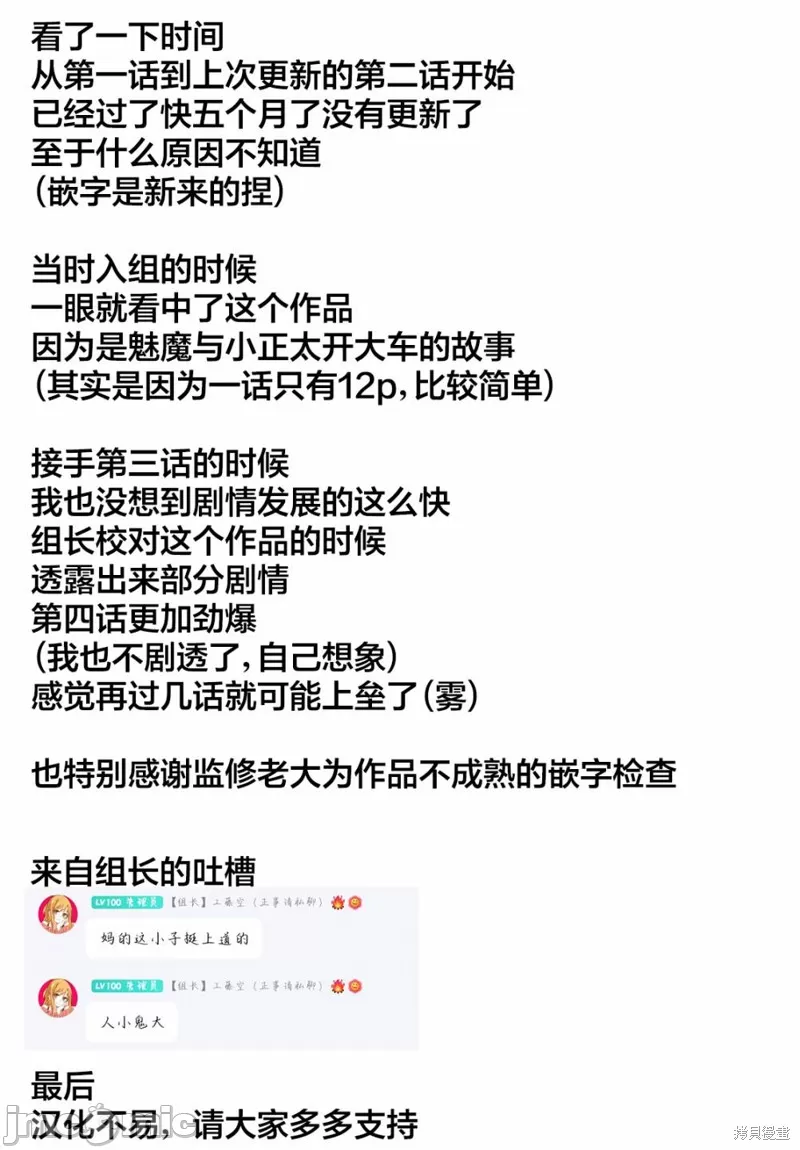 看了一下时间
从第一话到上次更新的第二话开始
已经过了快五个月了没有更新了
至于什么原因不知道
(嵌字是新来的捏)
当时入组的时候
一眼就看中了这个作品
因为是魅魔与小正太开大车的故事
(其实是因为一话只有12p,比较简单)
接手第三话的时候
我也没想到剧情发展的这么快
组长校对这个作品的时候
透露出来部分剧情
第四话更加劲爆
(我也不剧透了,自己想象)
感觉再过几话就可能上垒了(雾)
也特别感谢监修老大为作品不成熟的嵌字检查
来自组长的吐槽
LV100 管理员 【组长】工藤空（正事请私聊）
妈的这小子挺上道的
LV100 管理员 【组长】工藤空（正事请私聊）
人小鬼大
最后
汉化不易，请大家多多支持
jmcomic
拷貝漫畫